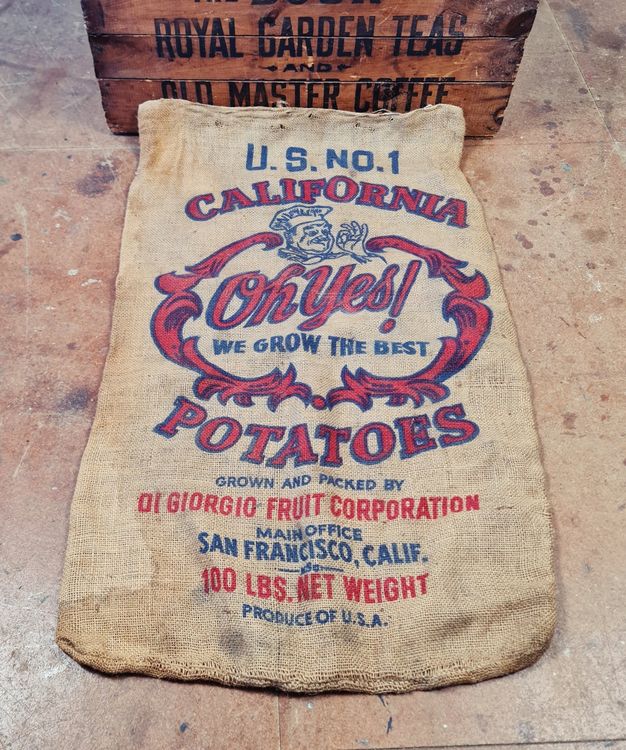 ROYAL GARDEN TEAS
AND
OLD MASTER COFFEE
U.S. NO.1
CALIFORNIA
Oh Yes!
WE GROW THE BEST
POTATOES
GROWN AND PACKED BY
DI GIORGIO FRUIT CORPORATION
MAIN OFFICE
SAN FRANCISCO, CALIF.
100 LBS. NET WEIGHT
PRODUCE OF U.S.A.